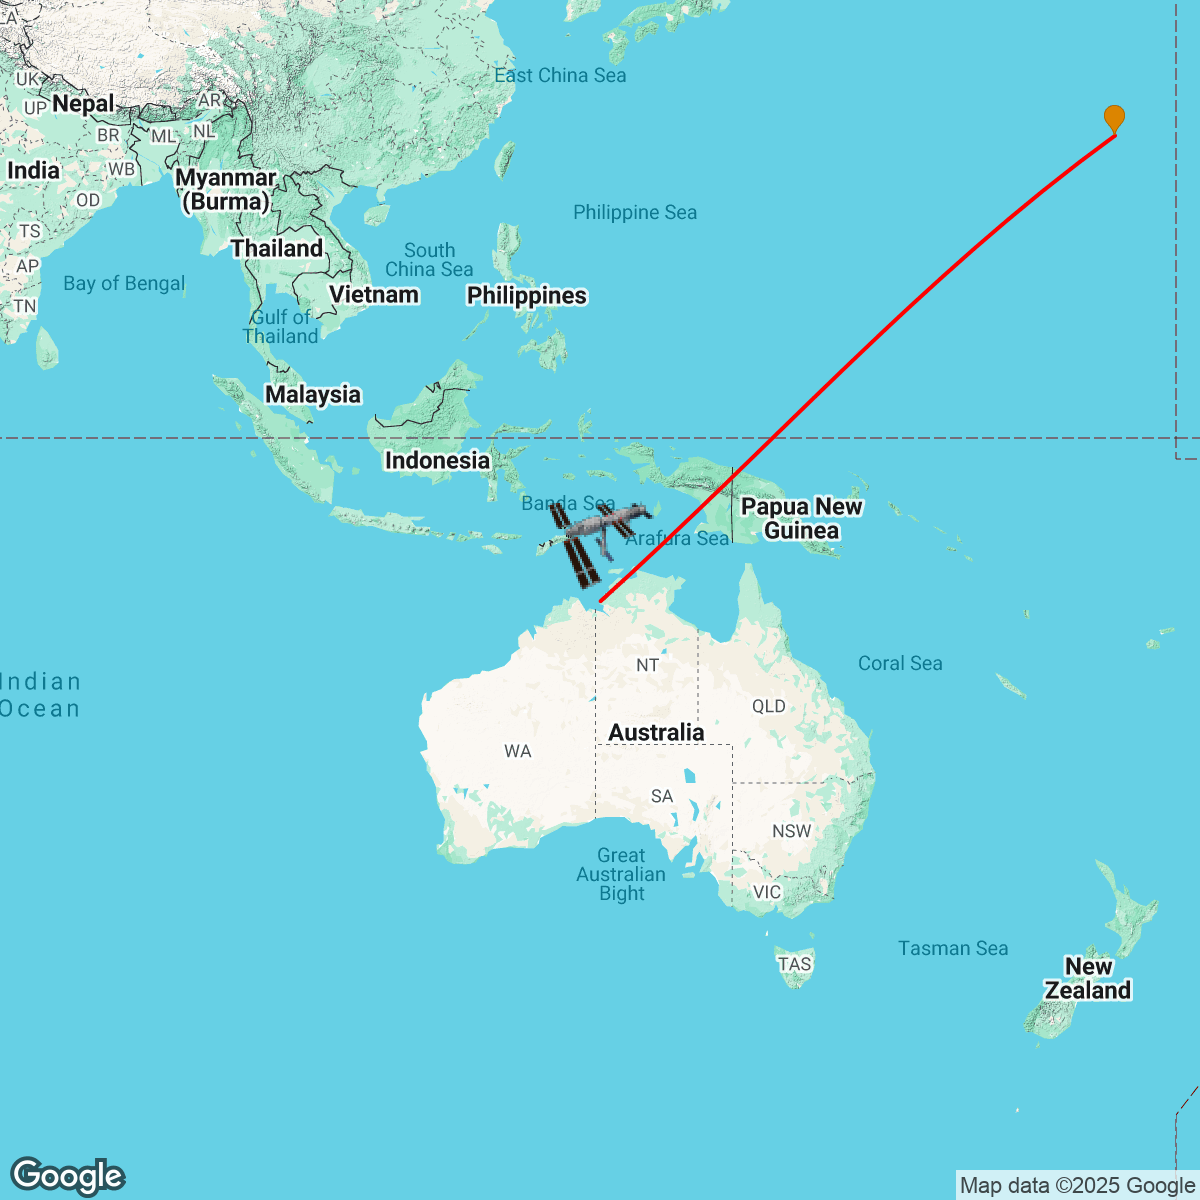 LA
East China Sea
UK
Nepal
AR
UP
BR
ML
NL
India
WB
Myanmar
(Burma)
OD
Philippine Sea
TS
Thailand
South
China Sea
AP
Bay of Bengal
Vietnam
Philippines
TN
Gulf of
Thailand
Malaysia
Indonesia
Banda Sea
Papua New
Guinea
Arafura Sea
Coral Sea
NT
Indian
Ocean
QLD
Australia
WA
SA
NSW
Great
Australian
Bight
VIC
Tasman Sea
TAS
New
Zealand
Google
Map data ©2025 Google